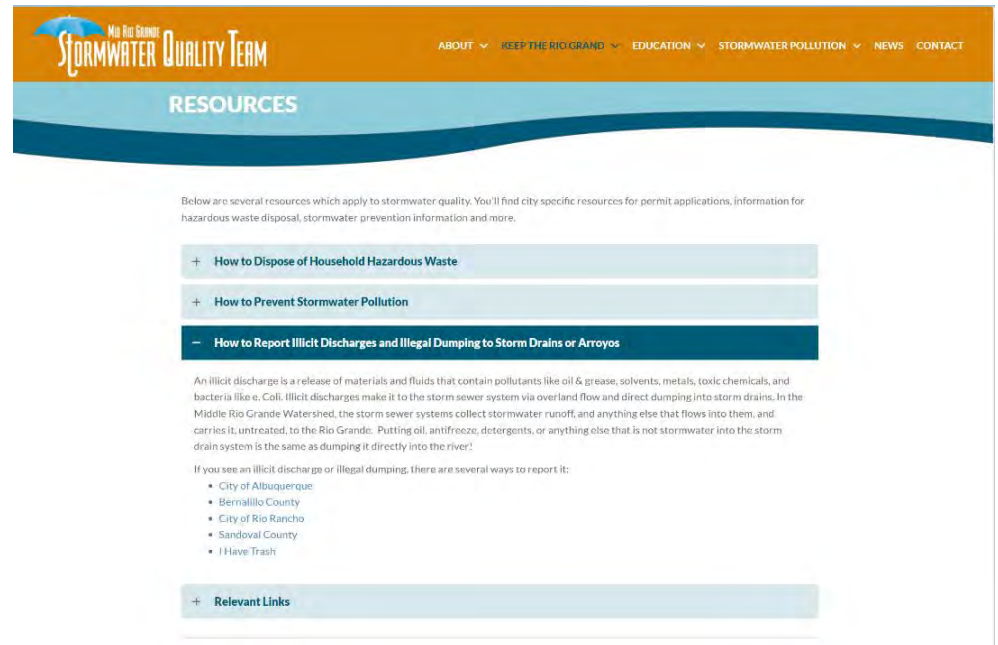 MID RIO GRANDE
STORMWATER QUALITY TEAM
ABOUT KEEP THE RIO GRAND EDUCATION STORMWATER POLLUTION NEWS CONTACT
RESOURCES
Below are several resources which apply to stormwater quality. You'll find city specific resources for permit applications, information for
hazardous waste disposal, stormwater prevention information and more.
+ How to Dispose of Household Hazardous Waste
+ How to Prevent Stormwater Pollution
− How to Report Illicit Discharges and Illegal Dumping to Storm Drains or Arroyos
An illicit discharge is a release of materials and fluids that contain pollutants like oil & grease, solvents, metals, toxic chemicals, and
bacteria like e. Coli. Illicit discharges make it to the storm sewer system via overland flow and direct dumping into storm drains. In the
Middle Rio Grande Watershed, the storm sewer systems collect stormwater runoff, and anything else that flows into them, and
carries it, untreated, to the Rio Grande. Putting oil, antifreeze, detergents, or anything else that is not stormwater into the storm
drain system is the same as dumping it directly into the river!
If you see an illicit discharge or illegal dumping, there are several ways to report it:
• City of Albuquerque
• Bernalillo County
• City of Rio Rancho
• Sandoval County
• I Have Trash
+ Relevant Links